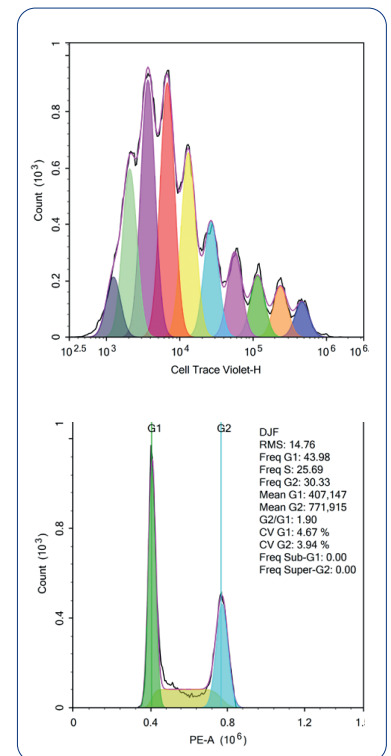 1
0.8
0.6
0.4
0.2
0
Count (10³)
10².⁵ 10³ 10⁴ 10⁵ 10⁶ 10⁶.
Cell Trace Violet-H
G1 G2
1
0.8
0.4
0
Count (10³)
DJF
RMS: 14.76
Freq G1: 43.98
Freq S: 25.69
Freq G2: 30.33
Mean G1: 407,147
Mean G2: 771,915
G2/G1: 1.90
CV G1: 4.67 %
CV G2: 3.94 %
Freq Sub-G1: 0.00
Freq Super-G2: 0.00
0 0.4 0.8 1.2 1.
PE-A (10⁶)